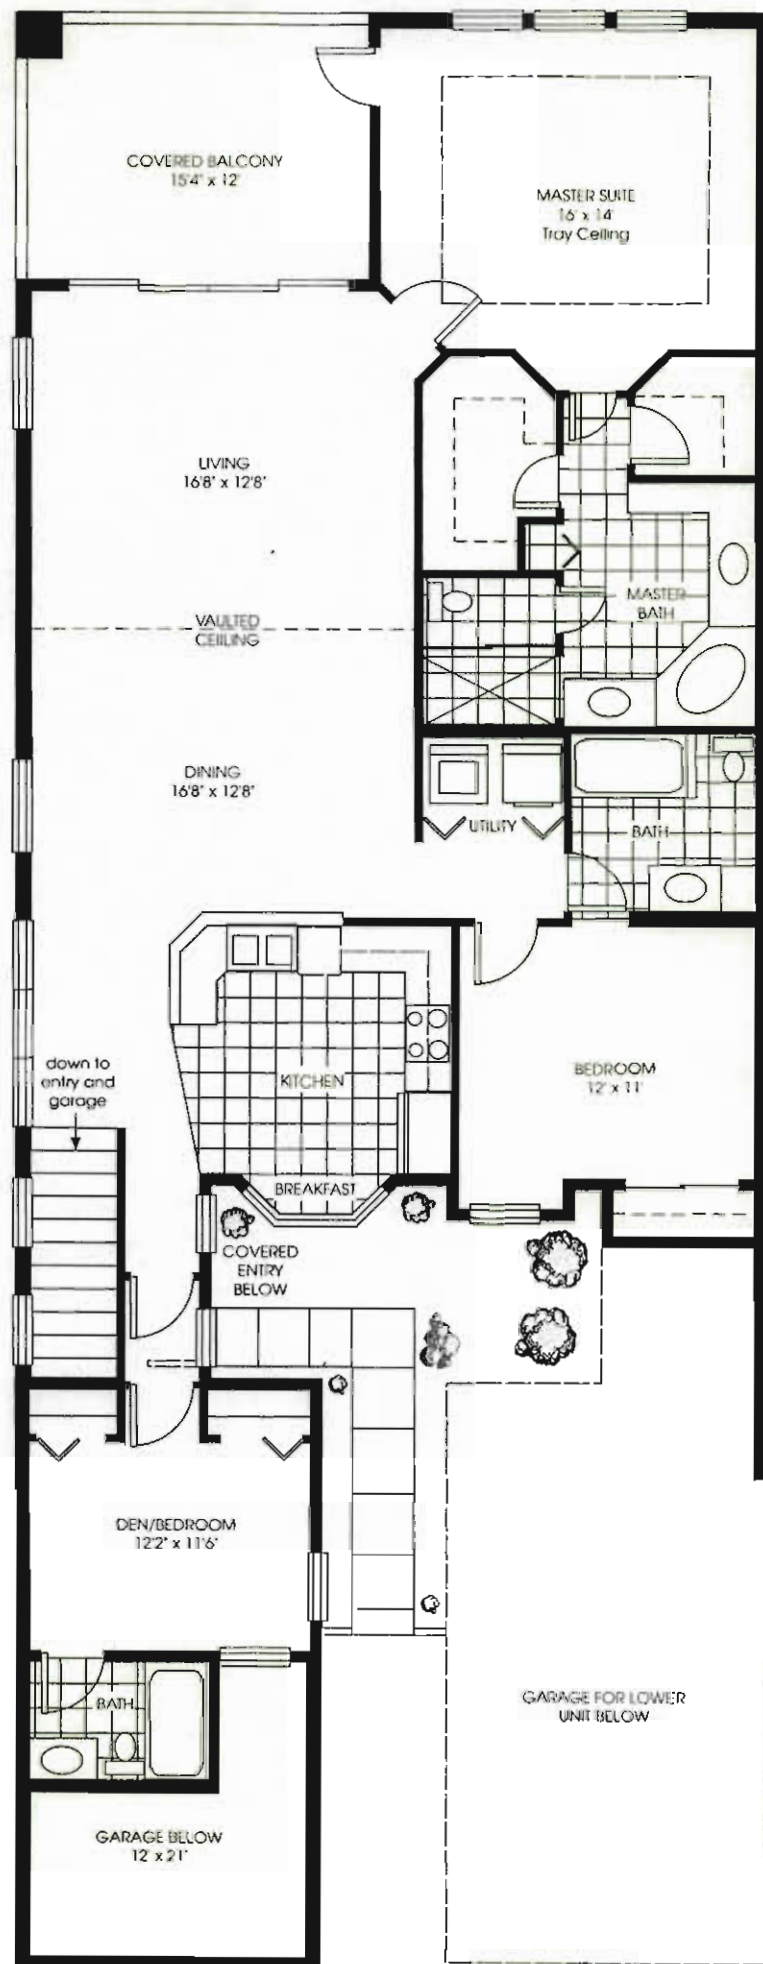 COVERED BALCONY
15'4" x 12'
MASTER SUITE
16' x 14'
Tray Ceiling
LIVING
16'8" x 12'8"
VAULTED
CEILING
MASTER
BATH
DINING
16'8" x 12'8"
UTILITY
BATH
down to
entry and
garage
KITCHEN
BEDROOM
12' x 11'
BREAKFAST
COVERED
ENTRY
BELOW
DEN/BEDROOM
12'2" x 11'6"
BATH
GARAGE FOR LOWER
UNIT BELOW
GARAGE BELOW
12' x 21'